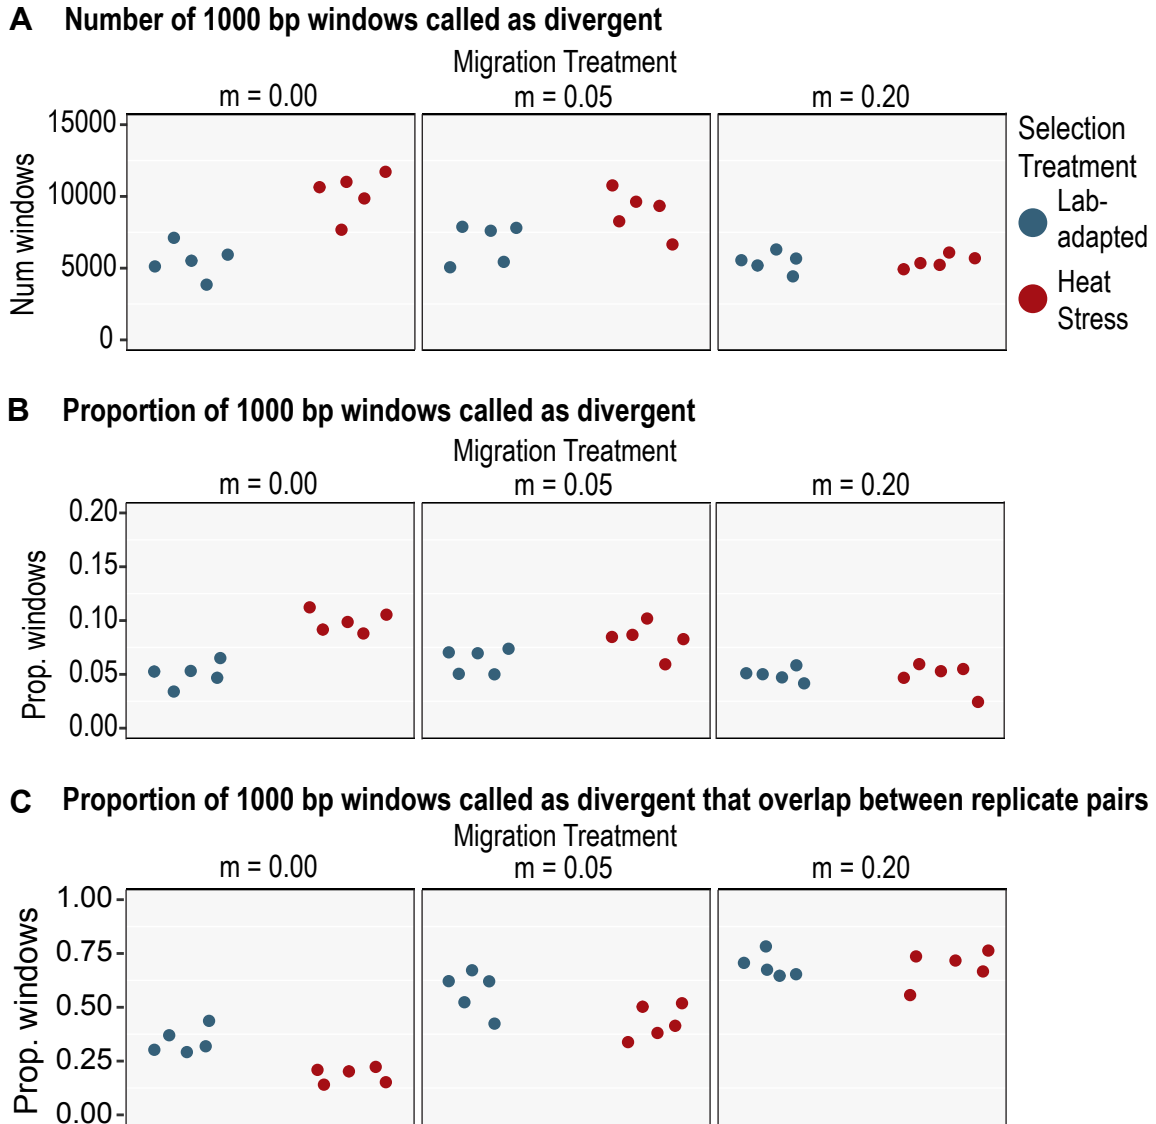 A Number of 1000 bp windows called as divergent
Migration Treatment
m = 0.00 m = 0.05 m = 0.20
Num windows
15000
10000
5000
0
Selection
Treatment
Lab-
adapted
Heat
Stress
B Proportion of 1000 bp windows called as divergent
Migration Treatment
m = 0.00 m = 0.05 m = 0.20
Prop. windows
0.20
0.15
0.10
0.05
0.00
C Proportion of 1000 bp windows called as divergent that overlap between replicate pairs
Migration Treatment
m = 0.00 m = 0.05 m = 0.20
Prop. windows
1.00
0.75
0.50
0.25
0.00